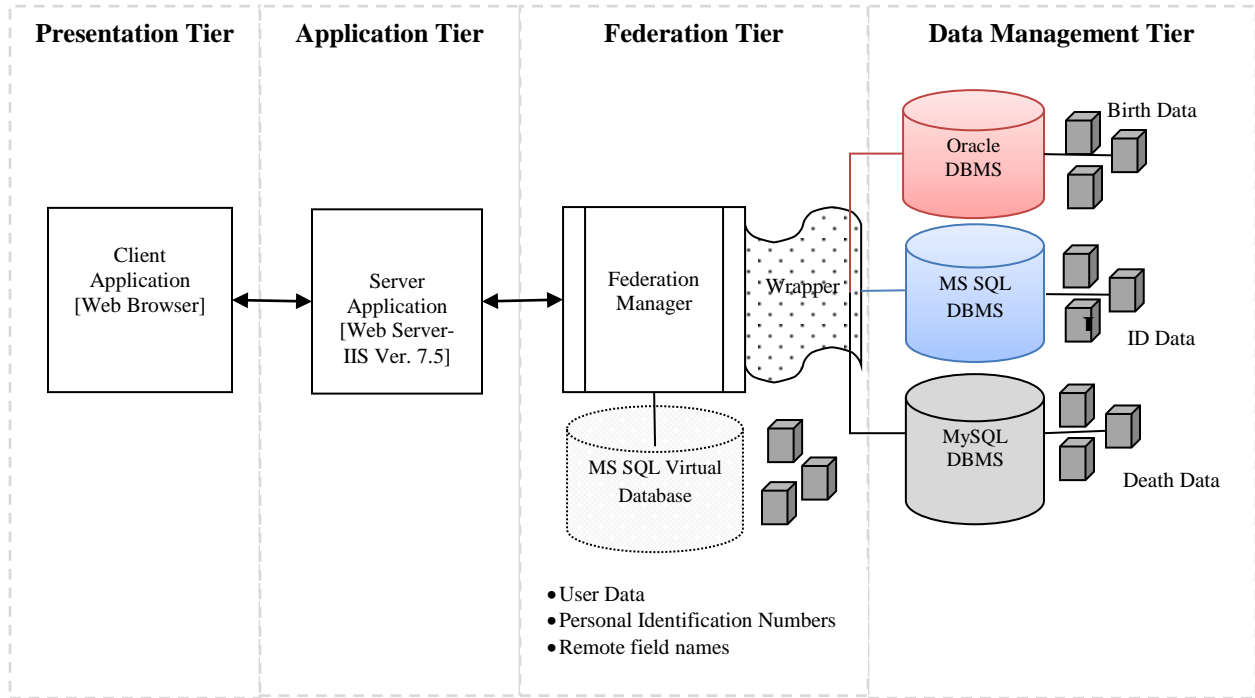 Presentation Tier
Application Tier
Federation Tier
Data Management Tier
Client
Application
[Web Browser]
Server
Application
[Web Server-
IIS Ver. 7.5]
Federation
Manager
Wrapper
MS SQL Virtual
Database
• User Data
• Personal Identification Numbers
• Remote field names
Oracle
DBMS
Birth Data
MS SQL
DBMS
I
ID Data
MySQL
DBMS
Death Data